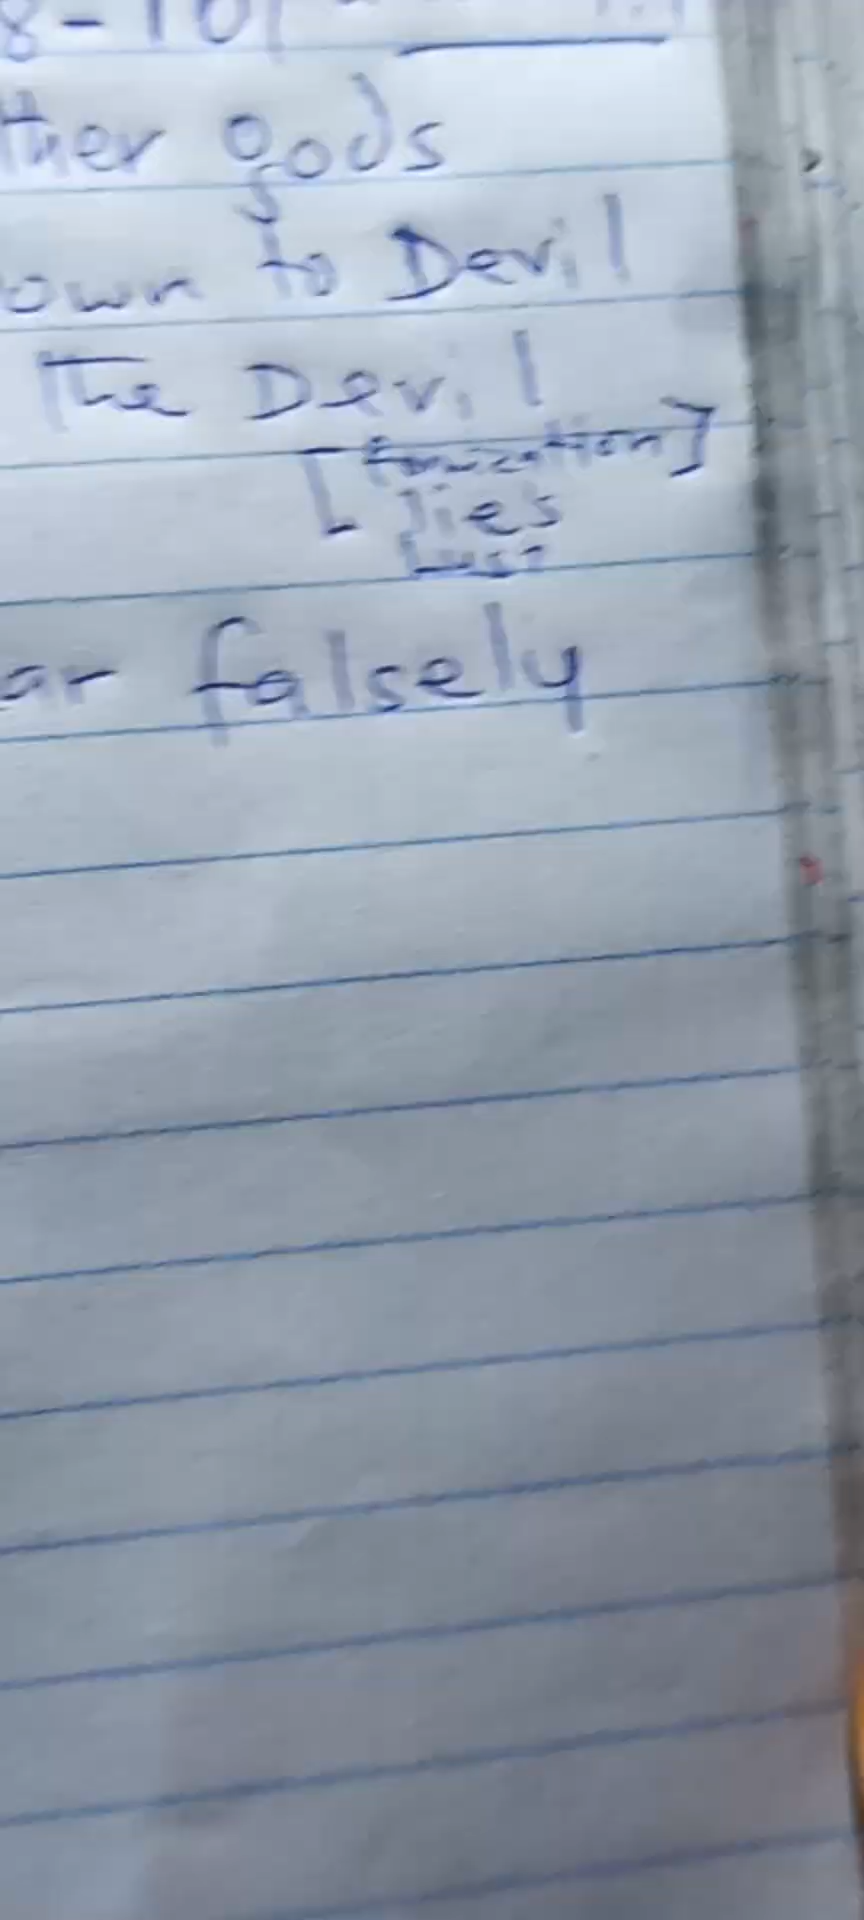 8-10
ther gods
own to Devil
the Devil
[fornication]
lies
Lust
ar falsely